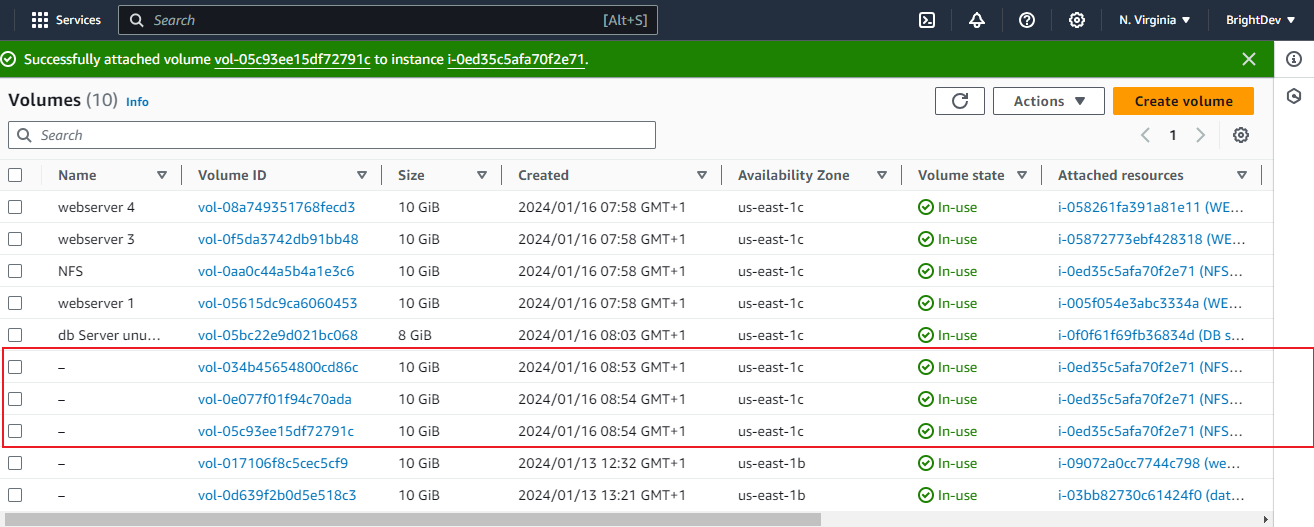 Services Search [Alt+S] N. Virginia BrightDev
Successfully attached volume vol-05c93ee15df72791c to instance i-0ed35c5afa70f2e71.
Volumes (10) Info Actions Create volume
Search 1
Name Volume ID Size Created Availability Zone Volume state Attached resources
webserver 4 vol-08a749351768fecd3 10 GiB 2024/01/16 07:58 GMT+1 us-east-1c In-use i-058261fa391a81e11 (WE...
webserver 3 vol-0f5da3742db91bb48 10 GiB 2024/01/16 07:58 GMT+1 us-east-1c In-use i-05872773ebf428318 (WE...
NFS vol-0aa0c44a5b4a1e3c6 10 GiB 2024/01/16 07:58 GMT+1 us-east-1c In-use i-0ed35c5afa70f2e71 (NFS...
webserver 1 vol-05615dc9ca6060453 10 GiB 2024/01/16 07:58 GMT+1 us-east-1c In-use i-005f054e3abc3334a (WE...
db Server unu... vol-05bc22e9d021bc068 8 GiB 2024/01/16 08:03 GMT+1 us-east-1c In-use i-0f0f61f69fb36834d (DB s...
– vol-034b45654800cd86c 10 GiB 2024/01/16 08:53 GMT+1 us-east-1c In-use i-0ed35c5afa70f2e71 (NFS...
– vol-0e077f01f94c70ada 10 GiB 2024/01/16 08:54 GMT+1 us-east-1c In-use i-0ed35c5afa70f2e71 (NFS...
– vol-05c93ee15df72791c 10 GiB 2024/01/16 08:54 GMT+1 us-east-1c In-use i-0ed35c5afa70f2e71 (NFS...
– vol-017106f8c5cec5cf9 10 GiB 2024/01/13 12:32 GMT+1 us-east-1b In-use i-09072a0cc7744c798 (we...
– vol-0d639f2b0d5e518c3 10 GiB 2024/01/13 13:21 GMT+1 us-east-1b In-use i-03bb82730c61424f0 (dat...